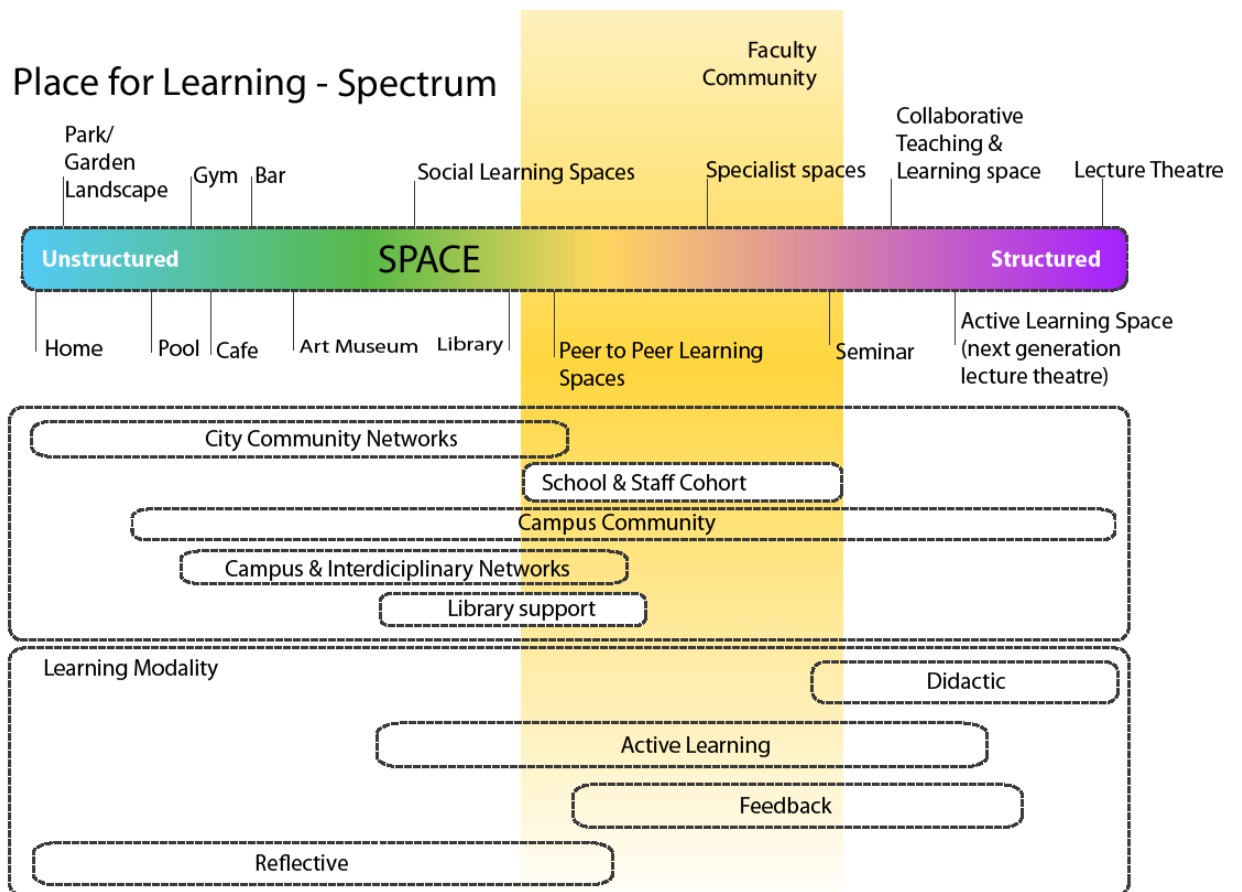 Faculty
Community
Place for Learning - Spectrum
Park/
Garden
Landscape
Gym
Bar
Social Learning Spaces
Specialist spaces
Collaborative
Teaching &
Learning space
Lecture Theatre
Unstructured
SPACE
Structured
Home
Pool
Cafe
Art Museum
Library
Peer to Peer Learning
Spaces
Seminar
Active Learning Space
(next generation
lecture theatre)
City Community Networks
School & Staff Cohort
Campus Community
Campus & Interdiciplinary Networks
Library support
Learning Modality
Didactic
Active Learning
Feedback
Reflective